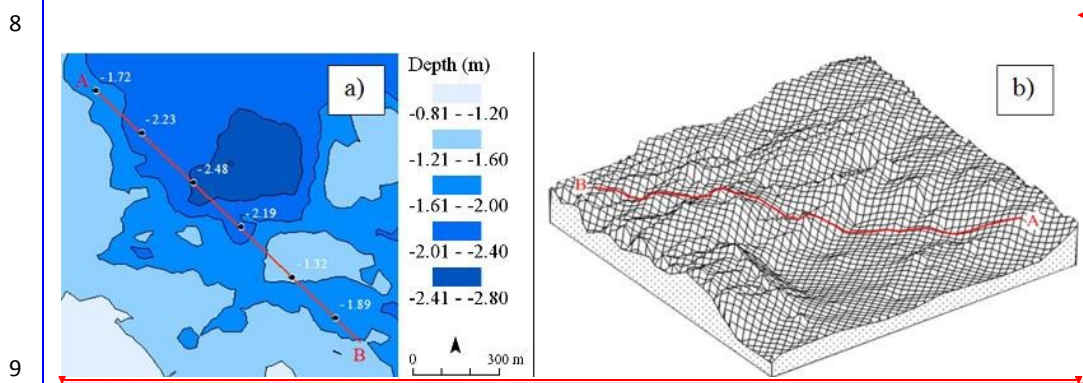 8
A
-1.72
-2.23
-2.48
-2.19
-1.32
-1.89
B
a)
Depth (m)
-0.81 - -1.20
-1.21 - -1.60
-1.61 - -2.00
-2.01 - -2.40
-2.41 - -2.80
0 300 m
b)
B
A
9